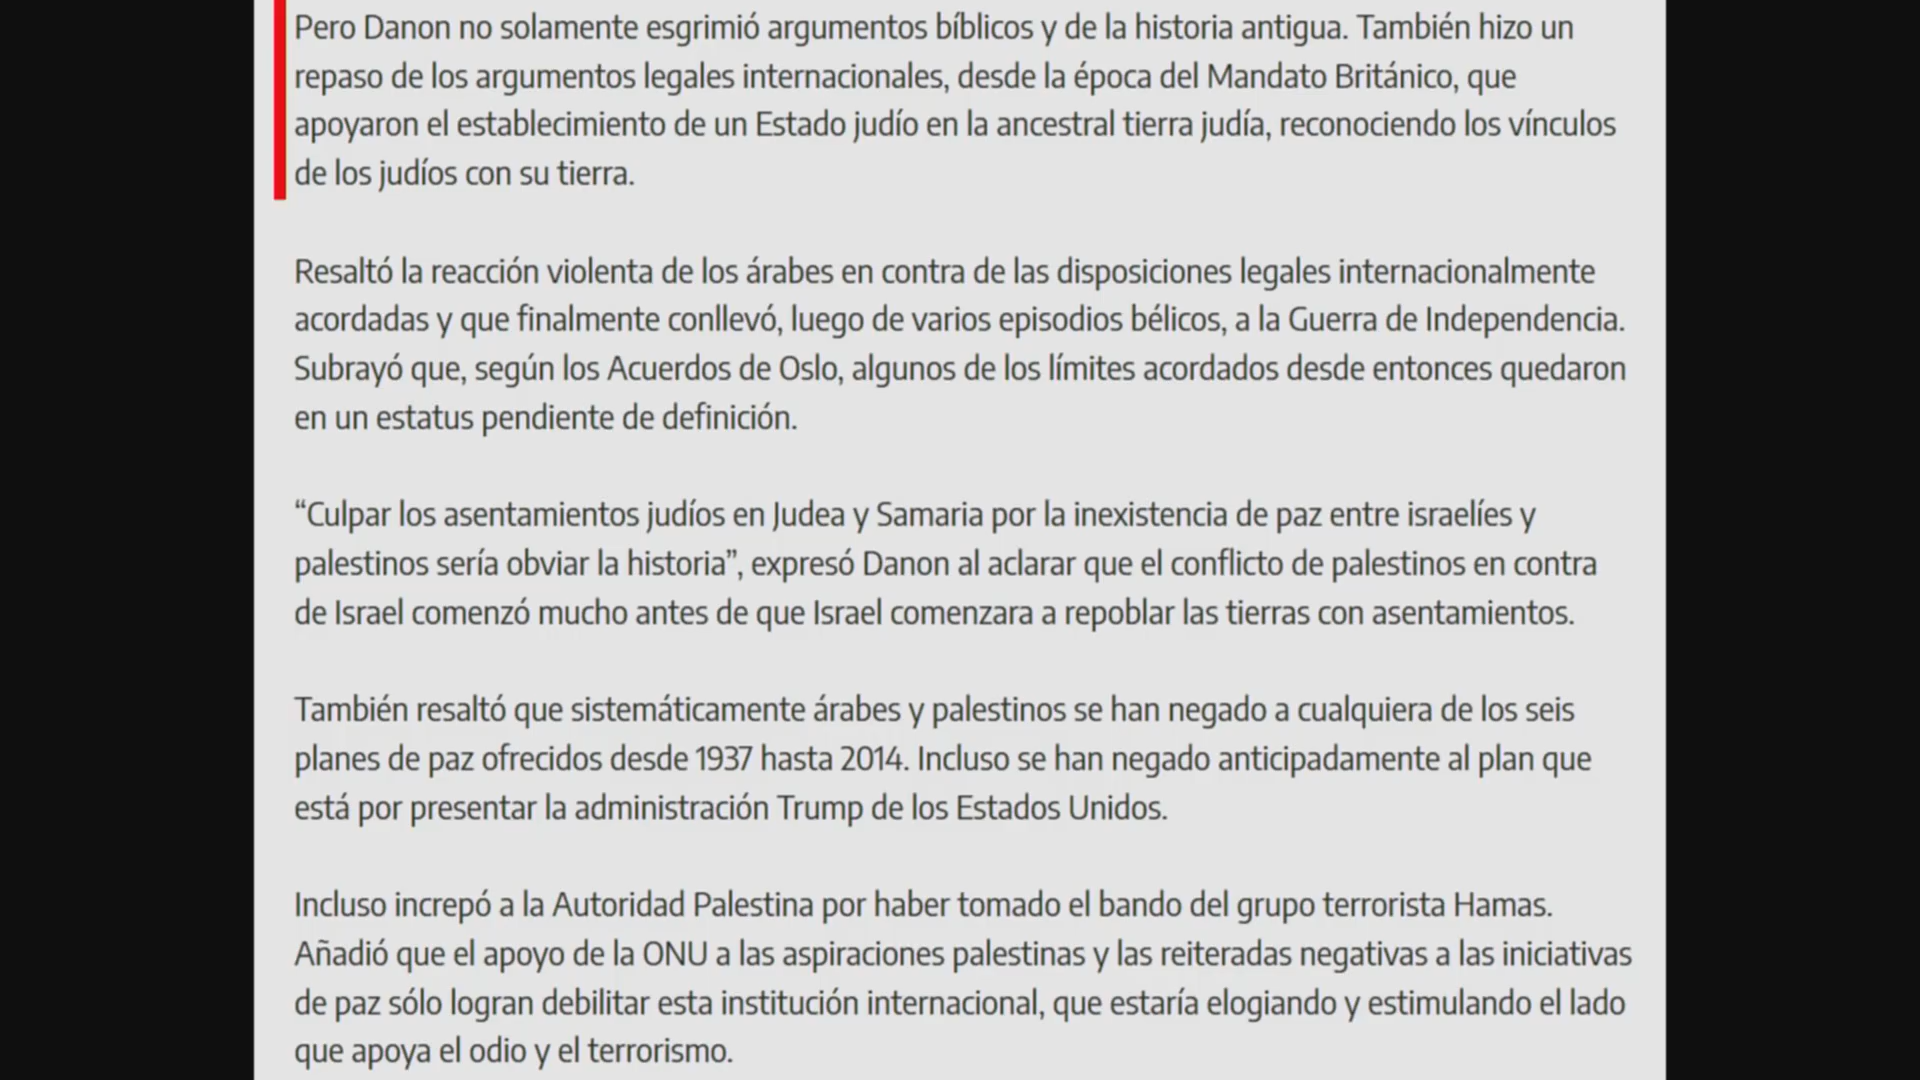 Pero Danon no solamente esgrimió argumentos bíblicos y de la historia antigua. También hizo un
repaso de los argumentos legales internacionales, desde la época del Mandato Británico, que
apoyaron el establecimiento de un Estado judío en la ancestral tierra judía, reconociendo los vínculos
de los judíos con su tierra.
Resaltó la reacción violenta de los árabes en contra de las disposiciones legales internacionalmente
acordadas y que finalmente conllevó, luego de varios episodios bélicos, a la Guerra de Independencia.
Subrayó que, según los Acuerdos de Oslo, algunos de los límites acordados desde entonces quedaron
en un estatus pendiente de definición.
“Culpar los asentamientos judíos en Judea y Samaria por la inexistencia de paz entre israelíes y
palestinos sería obviar la historia”, expresó Danon al aclarar que el conflicto de palestinos en contra
de Israel comenzó mucho antes de que Israel comenzara a repoblar las tierras con asentamientos.
También resaltó que sistemáticamente árabes y palestinos se han negado a cualquiera de los seis
planes de paz ofrecidos desde 1937 hasta 2014. Incluso se han negado anticipadamente al plan que
está por presentar la administración Trump de los Estados Unidos.
Incluso increpó a la Autoridad Palestina por haber tomado el bando del grupo terrorista Hamas.
Añadió que el apoyo de la ONU a las aspiraciones palestinas y las reiteradas negativas a las iniciativas
de paz sólo logran debilitar esta institución internacional, que estaría elogiando y estimulando el lado
que apoya el odio y el terrorismo.